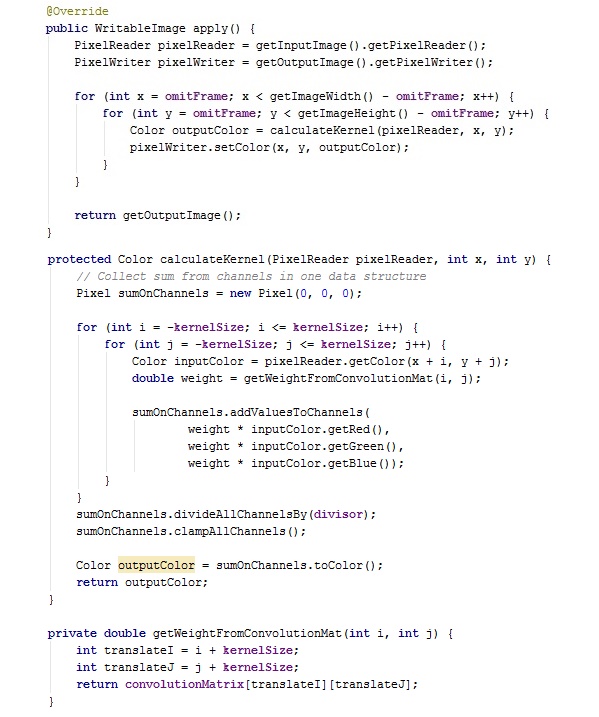 @Override
public WritableImage apply() {
PixelReader pixelReader = getInputImage().getPixelReader();
PixelWriter pixelWriter = getOutputImage().getPixelWriter();
for (int x = omitFrame; x < getImageWidth() - omitFrame; x++) {
for (int y = omitFrame; y < getImageHeight() - omitFrame; y++) {
Color outputColor = calculateKernel(pixelReader, x, y);
pixelWriter.setColor(x, y, outputColor);
}
}
return getOutputImage();
}
protected Color calculateKernel(PixelReader pixelReader, int x, int y) {
// Collect sum from channels in one data structure
Pixel sumOnChannels = new Pixel(0, 0, 0);
for (int i = -kernelSize; i <= kernelSize; i++) {
for (int j = -kernelSize; j <= kernelSize; j++) {
Color inputColor = pixelReader.getColor(x + i, y + j);
double weight = getWeightFromConvolutionMat(i, j);
sumOnChannels.addValuesToChannels(
weight * inputColor.getRed(),
weight * inputColor.getGreen(),
weight * inputColor.getBlue());
}
}
sumOnChannels.divideAllChannelsBy(divisor);
sumOnChannels.clampAllChannels();
Color outputColor = sumOnChannels.toColor();
return outputColor;
}
private double getWeightFromConvolutionMat(int i, int j) {
int translateI = i + kernelSize;
int translateJ = j + kernelSize;
return convolutionMatrix[translateI][translateJ];
}